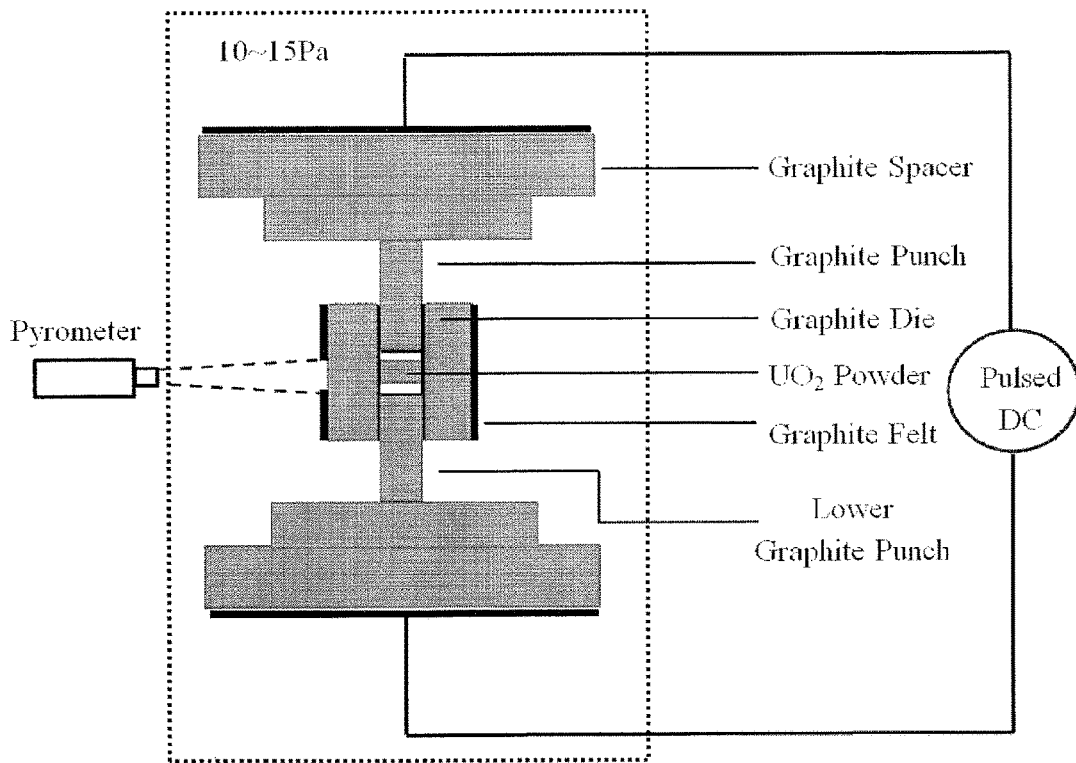 10~15Pa
Graphite Spacer
Graphite Punch
Pyrometer
Graphite Die
UO₂ Powder
Pulsed
DC
Graphite Felt
Lower
Graphite Punch